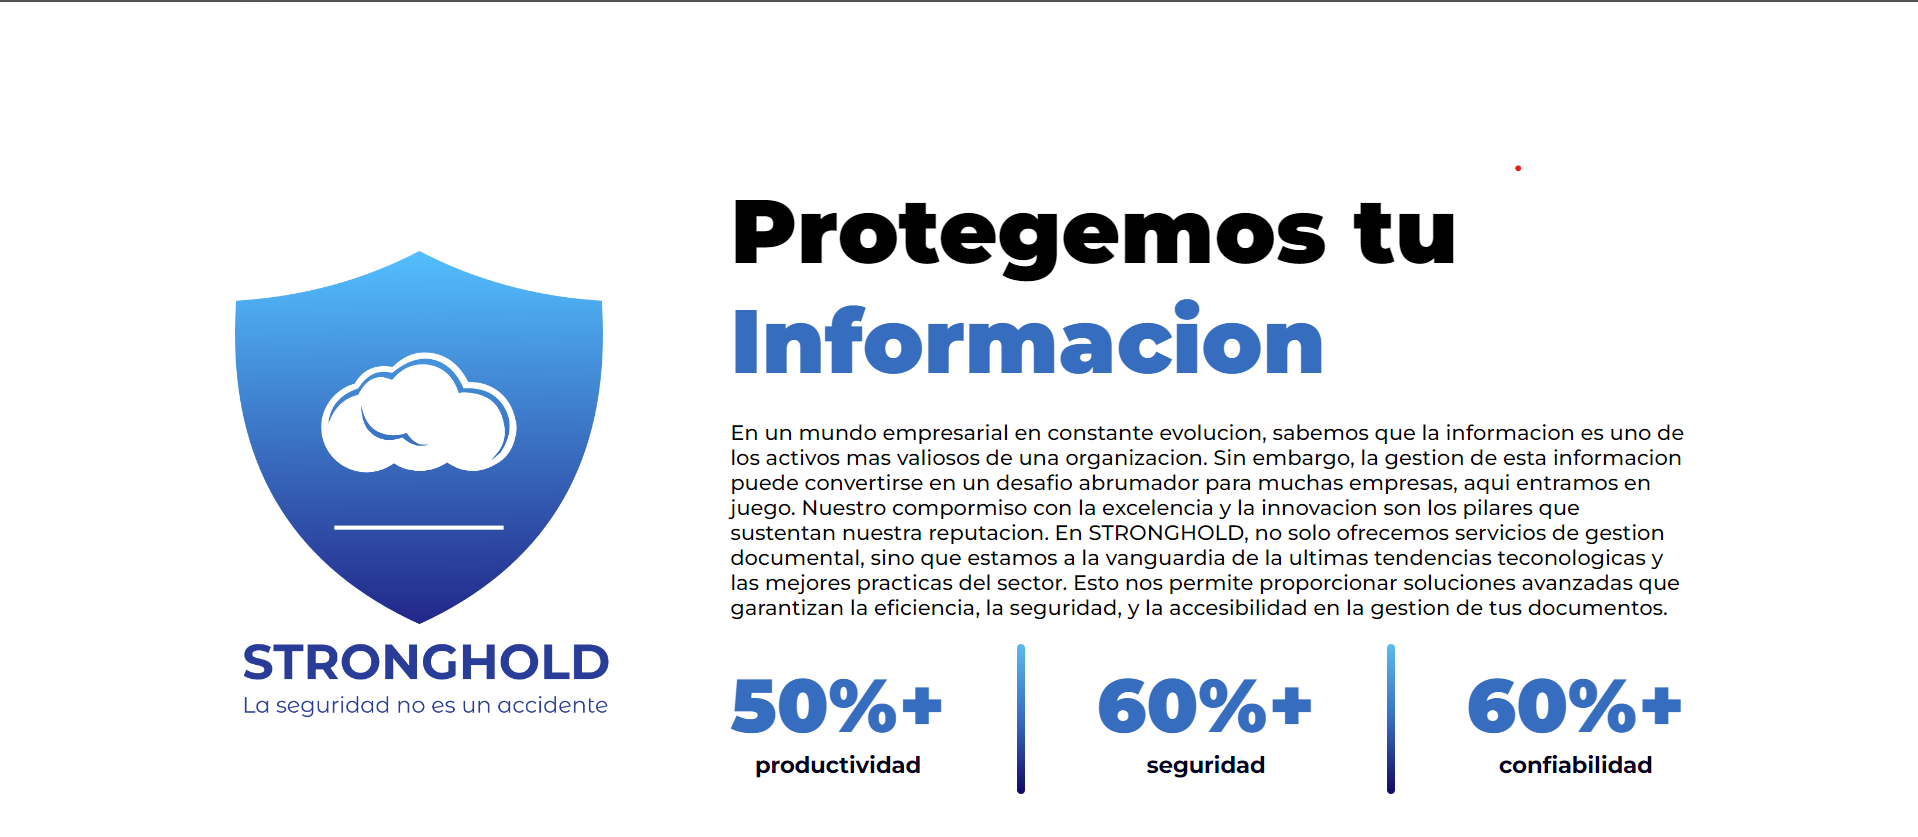 Protegemos tu
Informacion
En un mundo empresarial en constante evolucion, sabemos que la informacion es uno de
los activos mas valiosos de una organizacion. Sin embargo, la gestion de esta informacion
puede convertirse en un desafio abrumador para muchas empresas, aqui entramos en
juego. Nuestro compormiso con la excelencia y la innovacion son los pilares que
sustentan nuestra reputacion. En STRONGHOLD, no solo ofrecemos servicios de gestion
documental, sino que estamos a la vanguardia de la ultimas tendencias teconologicas y
las mejores practicas del sector. Esto nos permite proporcionar soluciones avanzadas que
garantizan la eficiencia, la seguridad, y la accesibilidad en la gestion de tus documentos.
STRONGHOLD
La seguridad no es un accidente
50%+
productividad
60%+
seguridad
60%+
confiabilidad